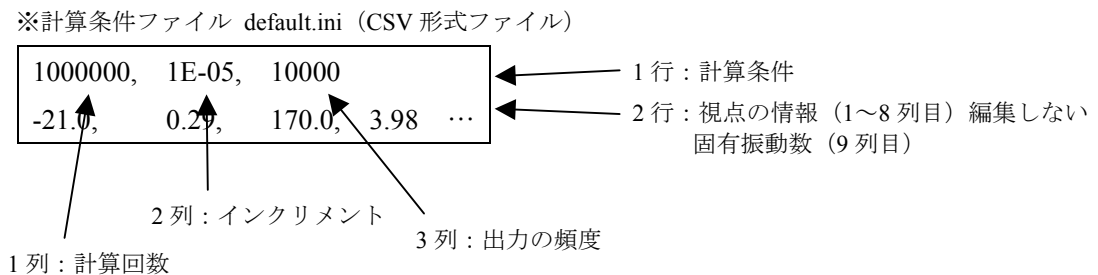 ※計算条件ファイル default.ini（CSV 形式ファイル）
1000000, 1E-05, 10000
-21.0, 0.29, 170.0, 3.98 …
1 行：計算条件
2 行：視点の情報（1～8 列目）編集しない
固有振動数（9 列目）
2 列：インクリメント
3 列：出力の頻度
1 列：計算回数